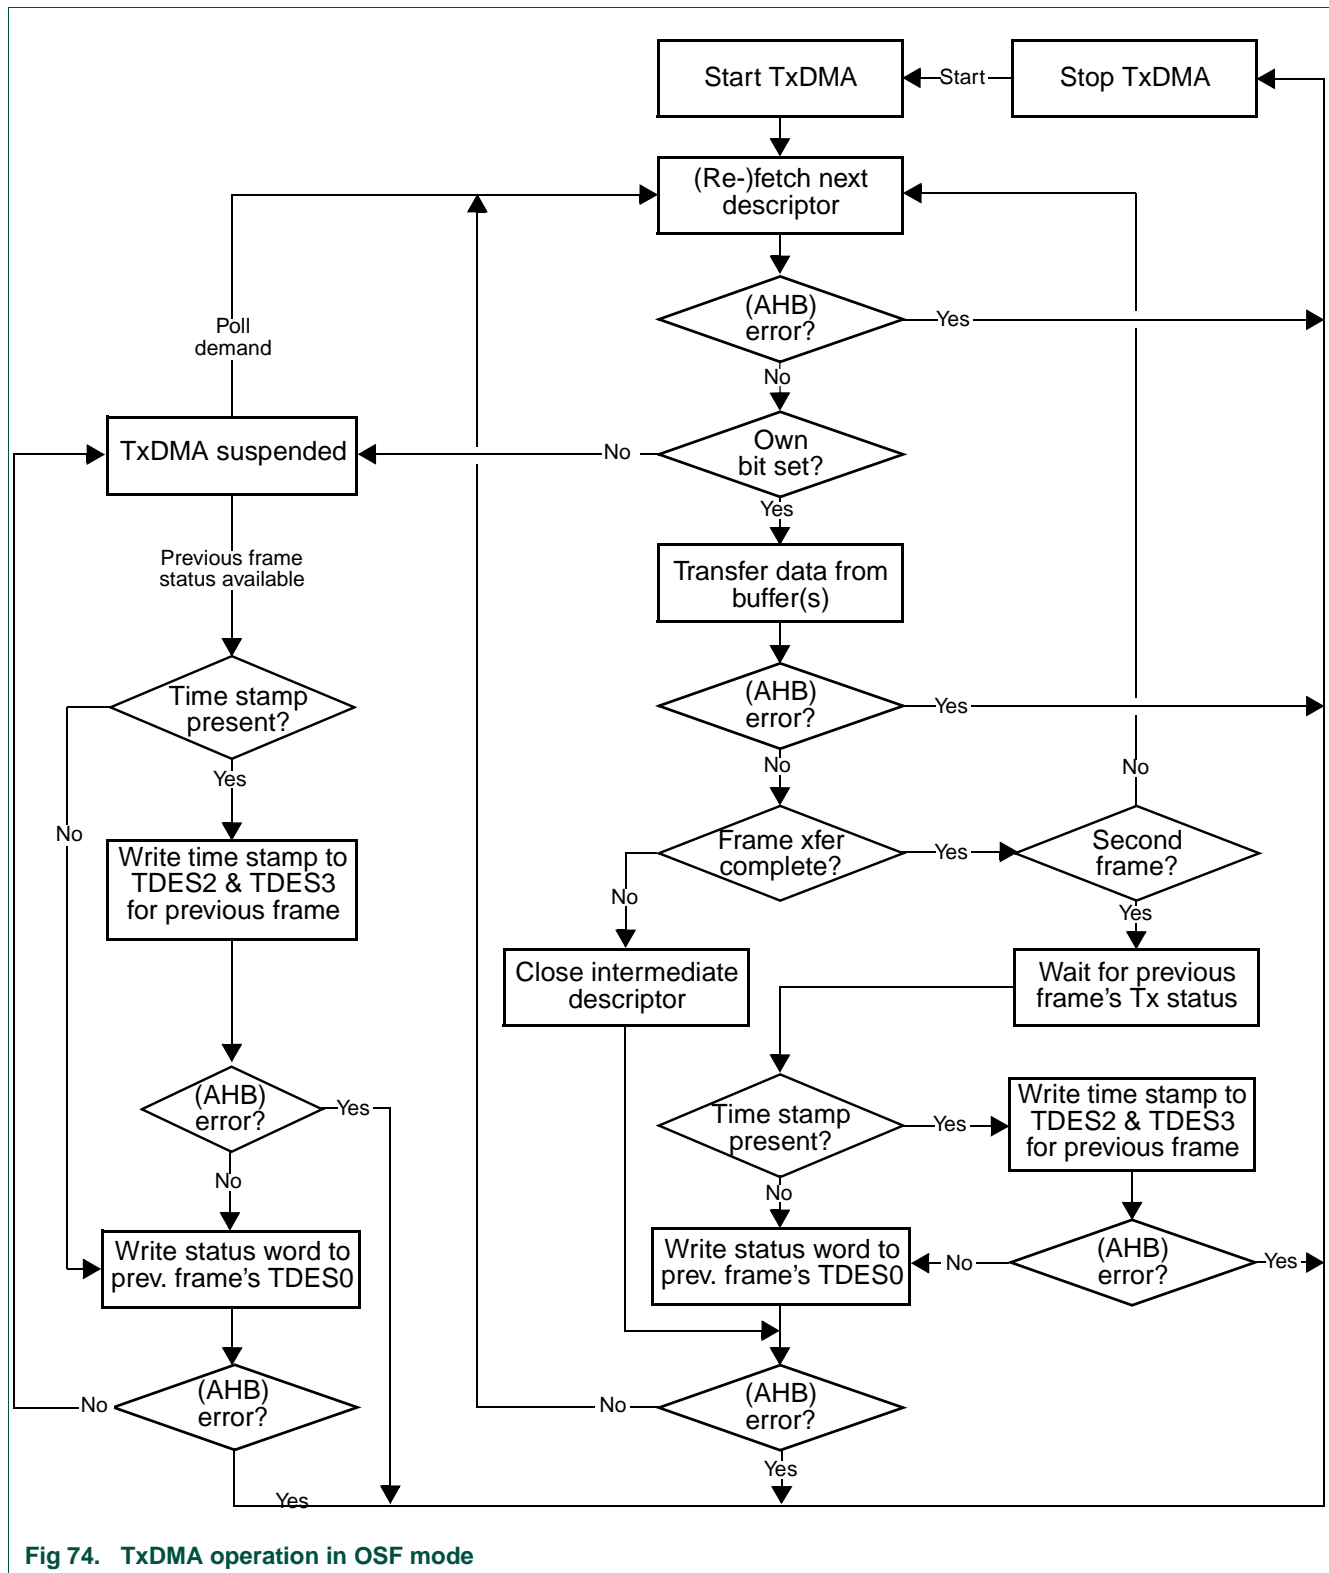 Start TxDMA
Start
Stop TxDMA
(Re-)fetch next
descriptor
(AHB)
error?
Yes
No
Poll
demand
TxDMA suspended
No
Own
bit set?
Yes
Previous frame
status available
Transfer data from
buffer(s)
Time stamp
present?
(AHB)
error?
Yes
Yes
No
No
No
Write time stamp to
TDES2 & TDES3
for previous frame
Frame xfer
complete?
Yes
Second
frame?
No
Yes
Close intermediate
descriptor
Wait for previous
frame's Tx status
(AHB)
error?
Yes
Time stamp
present?
Yes
Write time stamp to
TDES2 & TDES3
for previous frame
No
No
Write status word to
prev. frame's TDES0
Write status word to
prev. frame's TDES0
No
(AHB)
error?
Yes
No
(AHB)
error?
No
(AHB)
error?
Yes
Yes
Fig 74. TxDMA operation in OSF mode